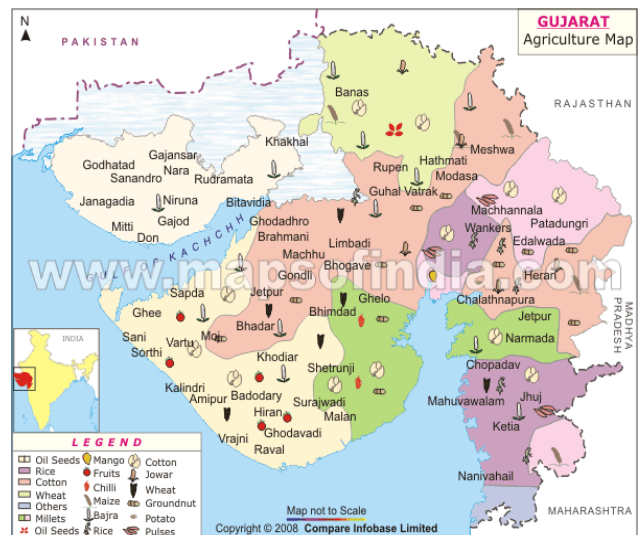 N
GUJARAT
Agriculture Map
PAKISTAN
RAJASTHAN
Banas
Khakhal
Gajansar
Godhatad
Nara
Sanandro
Rudramata
Janagadia
Niruna
Bitavidia
Mitti
Gajod
Don
GULF OF KACHCHH
Meshwa
Hathmati
Rupen
Modasa
Guhal
Vatrak
Machhannala
Patadungri
Wankers
Edalwada
Heran
Chalathnapura
Ghodadhro
Brahmani
Limbadi
Machhu
Bhogave
Gondi
www.mapsofindia.com
Sapda
Jetpur
Ghelo
Ghee
Bhimdad
Bhadar
Sani
Vartu
Moj
Sorthi
Khodiar
Shetrunji
Kalindri
Badodary
Amipur
Hiran
Surajwadi
Malan
Vrajni
Ghodavadi
Raval
Jetpur
Narmada
MADHYA
PRADESH
Chopadav
Mahuvawalam
Jhuj
Ketia
Nanivahail
MAHARASHTRA
INDIA
LEGEND
Oil Seeds
Rice
Cotton
Wheat
Others
Millets
Oil Seeds
Mango
Fruits
Chilli
Maize
Bajra
Rice
Cotton
Jowar
Wheat
Groundnut
Potato
Pulses
Map not to Scale
Copyright © 2008 Compare Infobase Limited